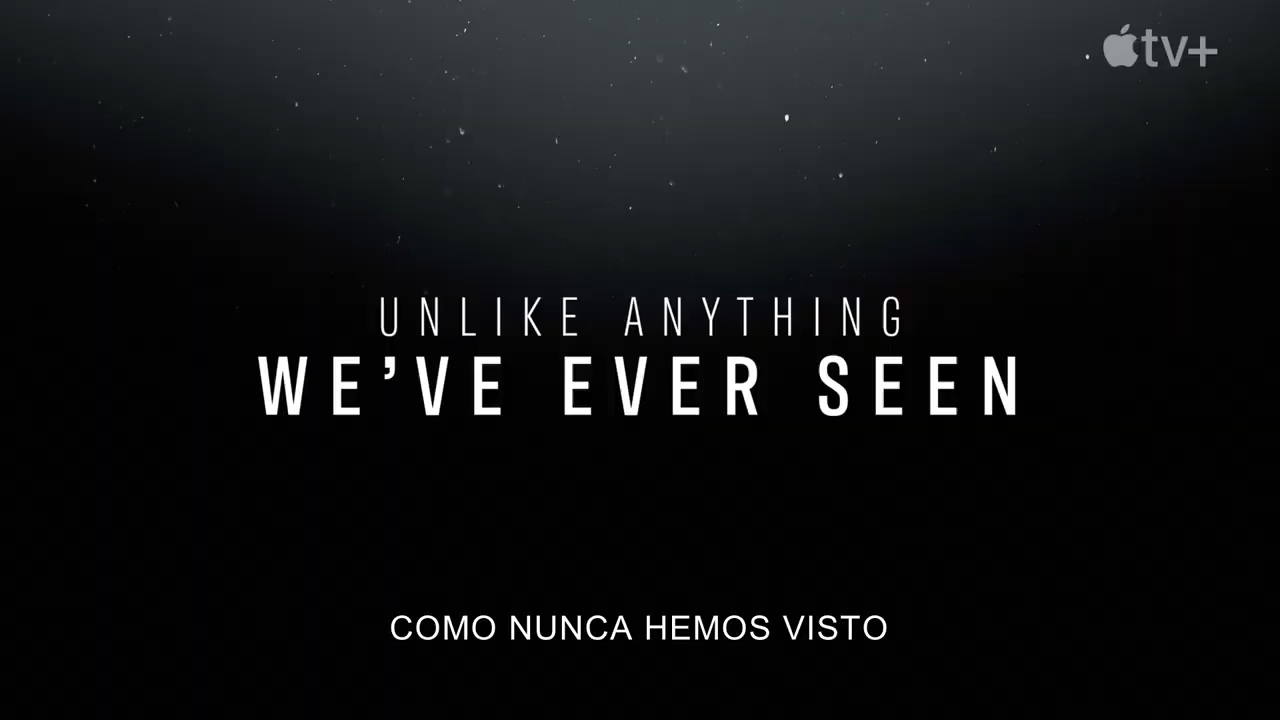 tv+
UNLIKE ANYTHING
WE'VE EVER SEEN
COMO NUNCA HEMOS VISTO